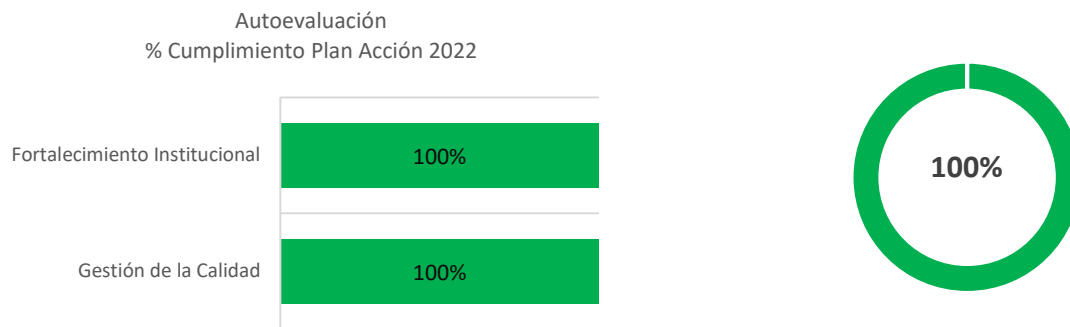 Autoevaluación
% Cumplimiento Plan Acción 2022
Fortalecimiento Institucional
100%
100%
Gestión de la Calidad
100%